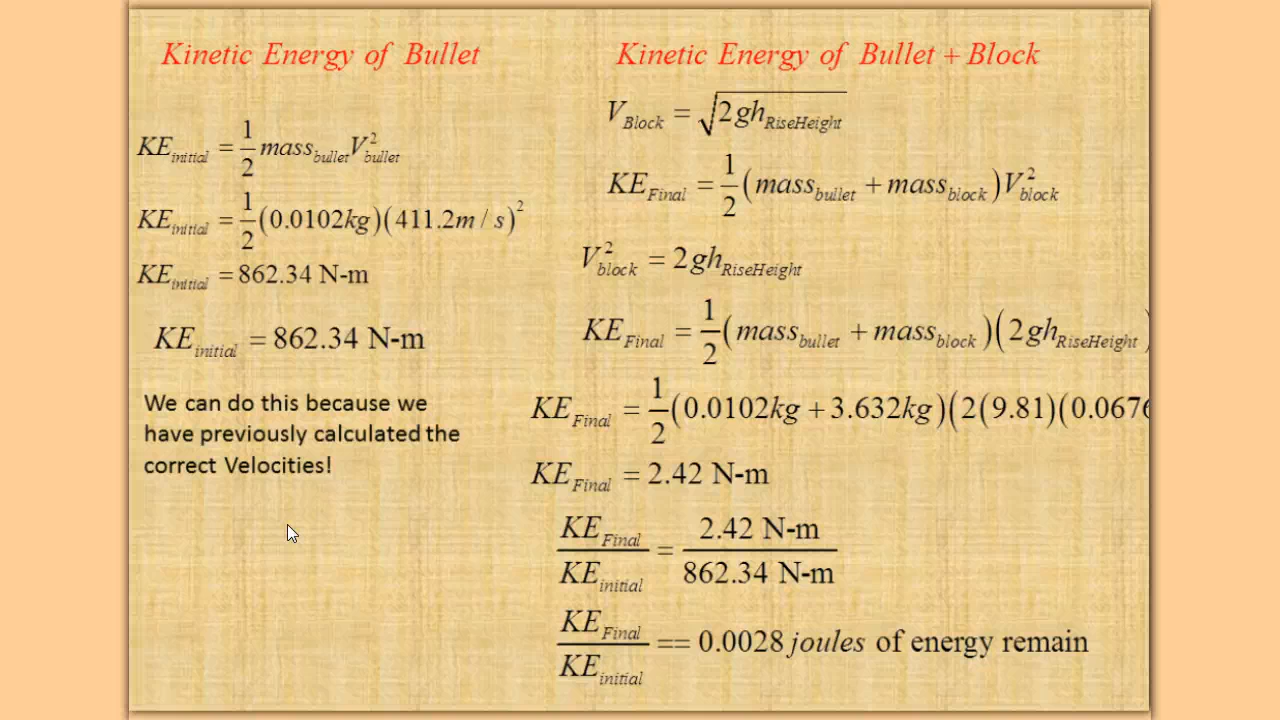 Kinetic Energy of Bullet
KE_initial = 1/2 mass_bullet V²_bullet
KE_initial = 1/2 (0.0102kg)(411.2m / s)²
KE_initial = 862.34 N-m
KE_initial = 862.34 N-m
We can do this because we
have previously calculated the
correct Velocities!
Kinetic Energy of Bullet + Block
V_Block = √2gh_RiseHeight
KE_Final = 1/2 (mass_bullet + mass_block)V²_block
V²_block = 2gh_RiseHeight
KE_Final = 1/2 (mass_bullet + mass_block)(2gh_RiseHeight)
KE_Final = 1/2 (0.0102kg + 3.632kg)(2(9.81)(0.0676
KE_Final = 2.42 N-m
KE_Final / KE_initial = 2.42 N-m / 862.34 N-m
KE_Final / KE_initial == 0.0028 joules of energy remain